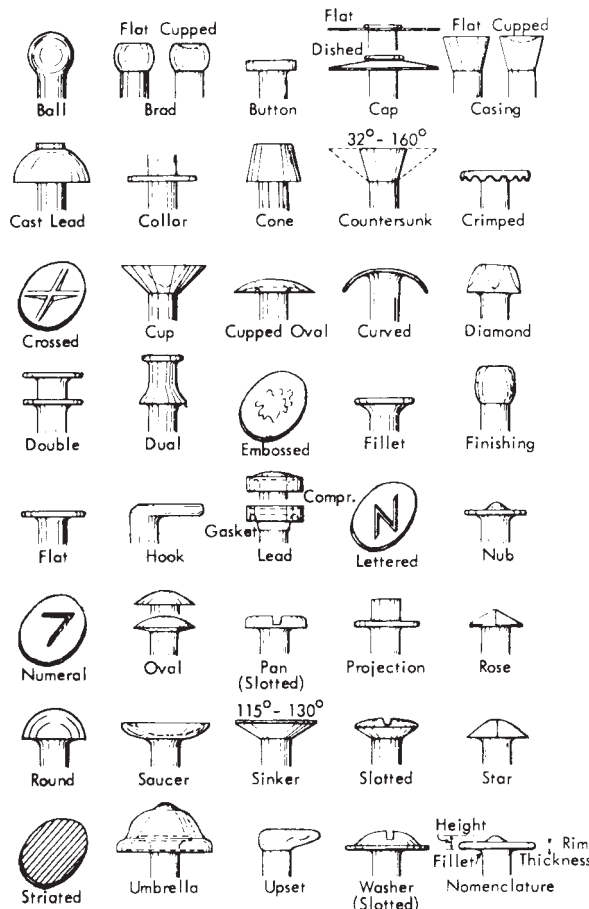 Flat Cupped Flat Flat Cupped
Dished
Ball Brad Button Cap Casing
32° - 160°
Cast Lead Collar Cone Countersunk Crimped
Crossed Cup Cupped Oval Curved Diamond
Double Dual Embossed Fillet Finishing
N
Compr.
Gasket
Flat Hook Lead Lettered Nub
7
Numeral Oval Pan Projection Rose
(Slotted)
115° - 130°
Round Saucer Sinker Slotted Star
Height
Rim
Fillet Thickness
Striated Umbrella Upset Washer Nomenclature
(Slotted)